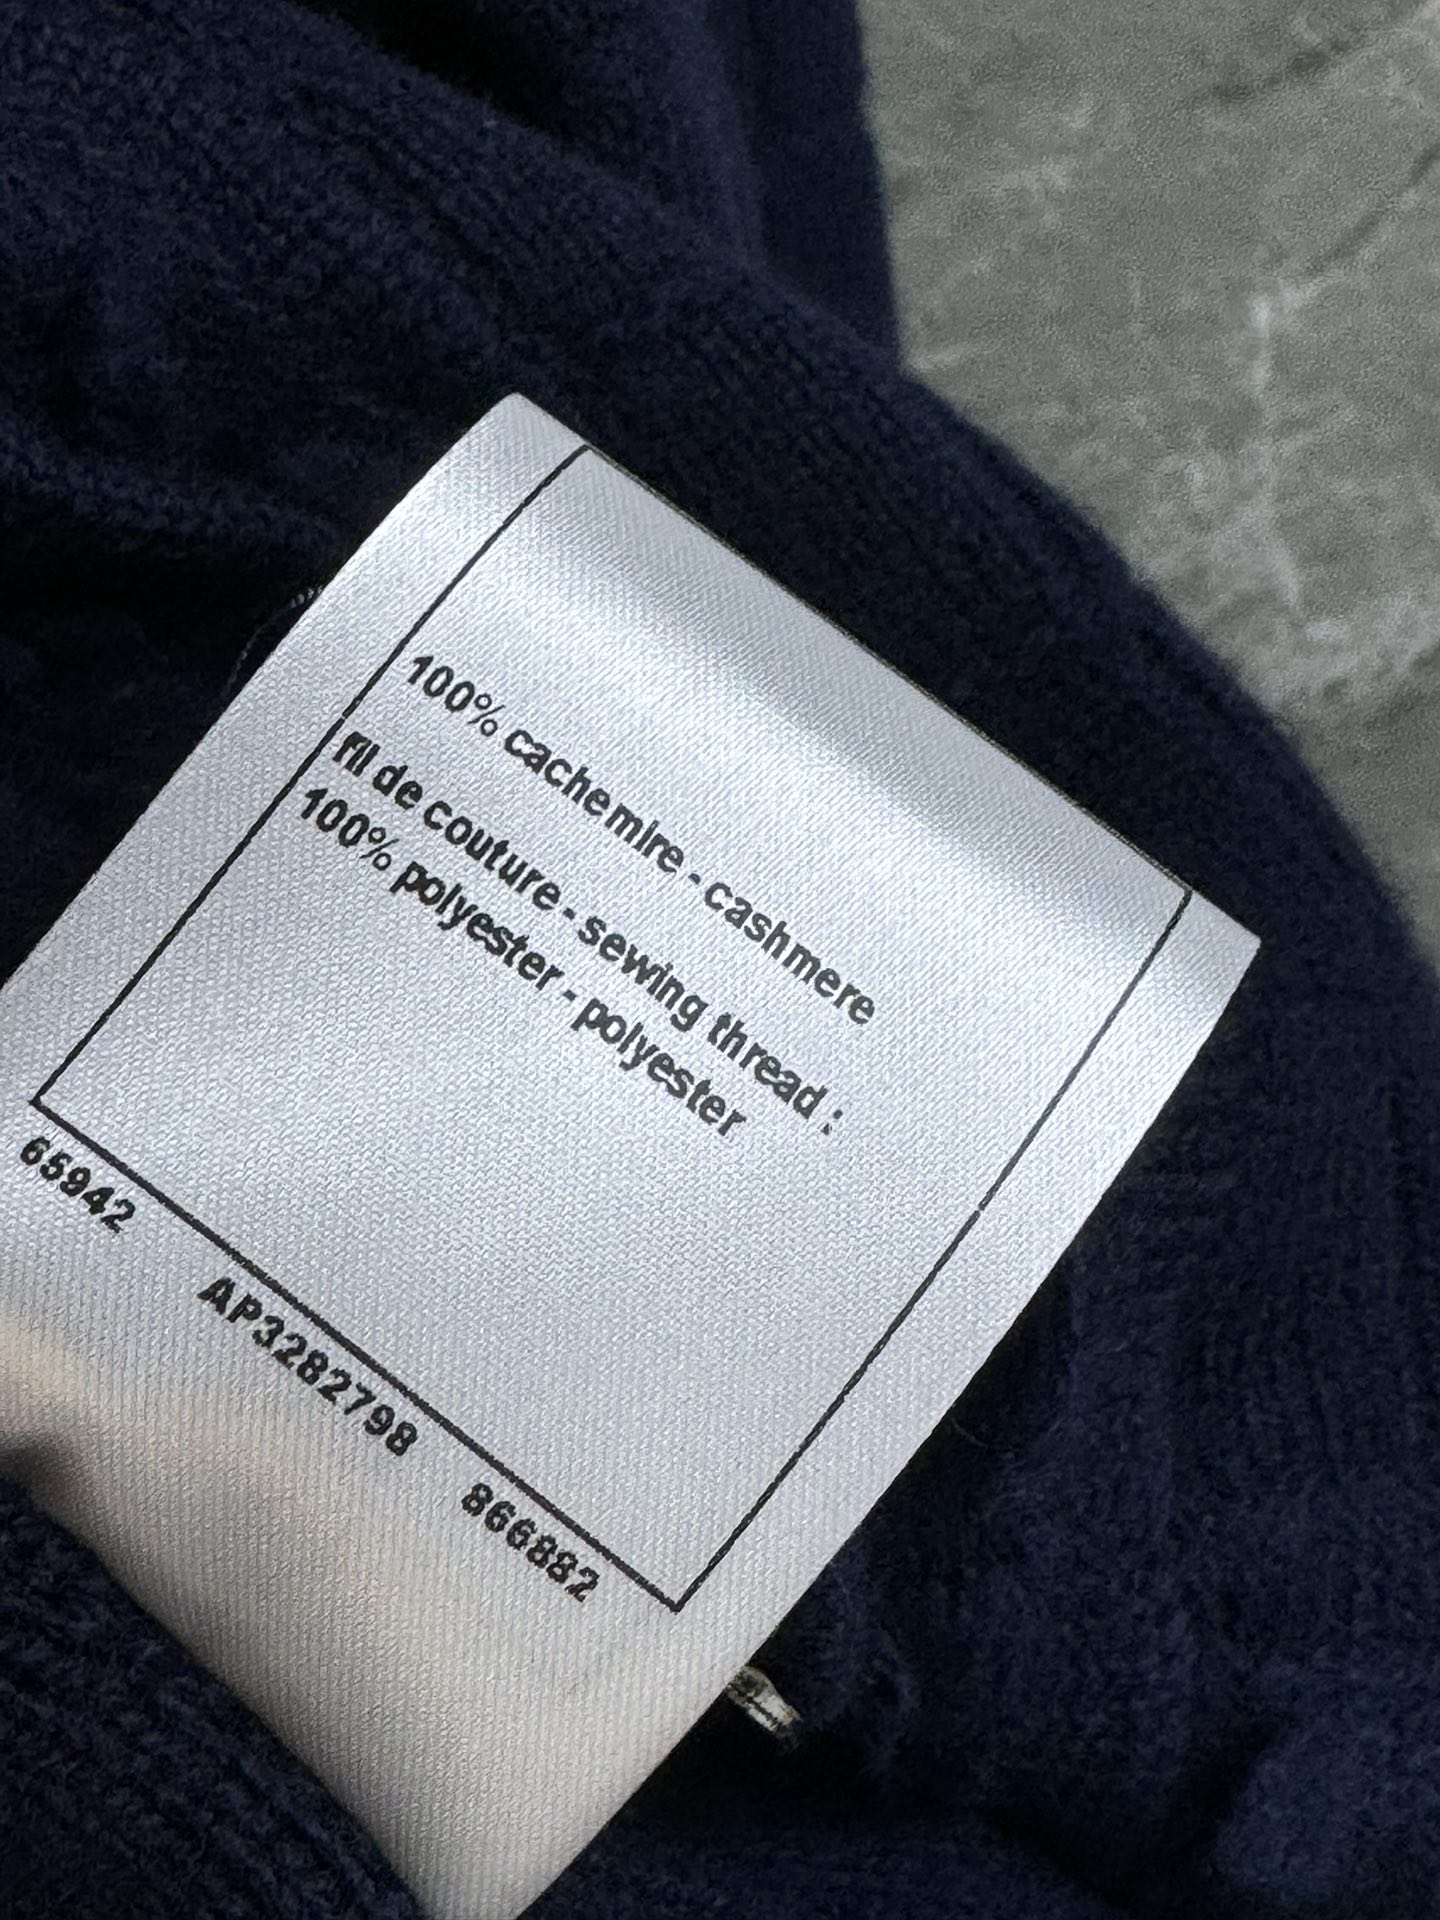 100% cachemire - cashmere
fil de couture - sewing thread :
100% polyester - polyester
65942 AP3282798 866882